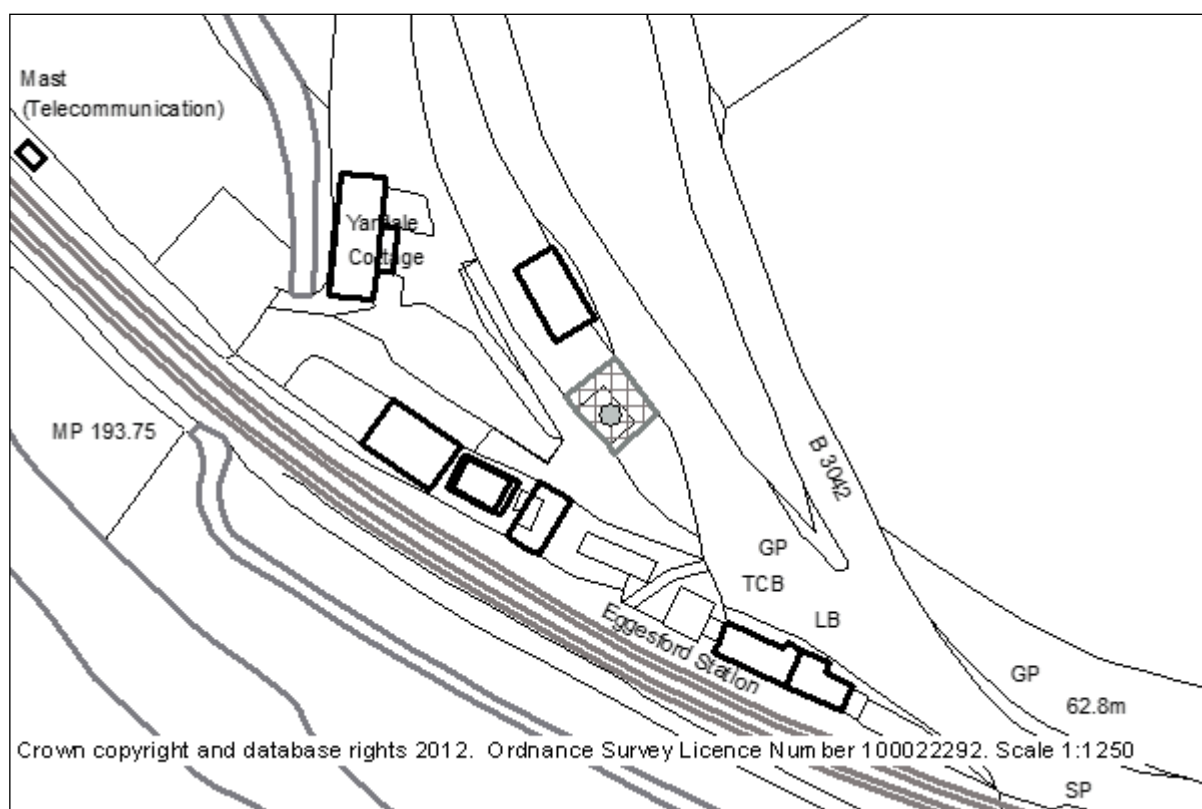 Mast
(Telecommunication)
Yardale
Cottage
MP 193.75
B 3042
GP
TCB
LB
Eggesford Station
GP
62.8m
Crown copyright and database rights 2012. Ordnance Survey Licence Number 100022292. Scale 1:1250
SP